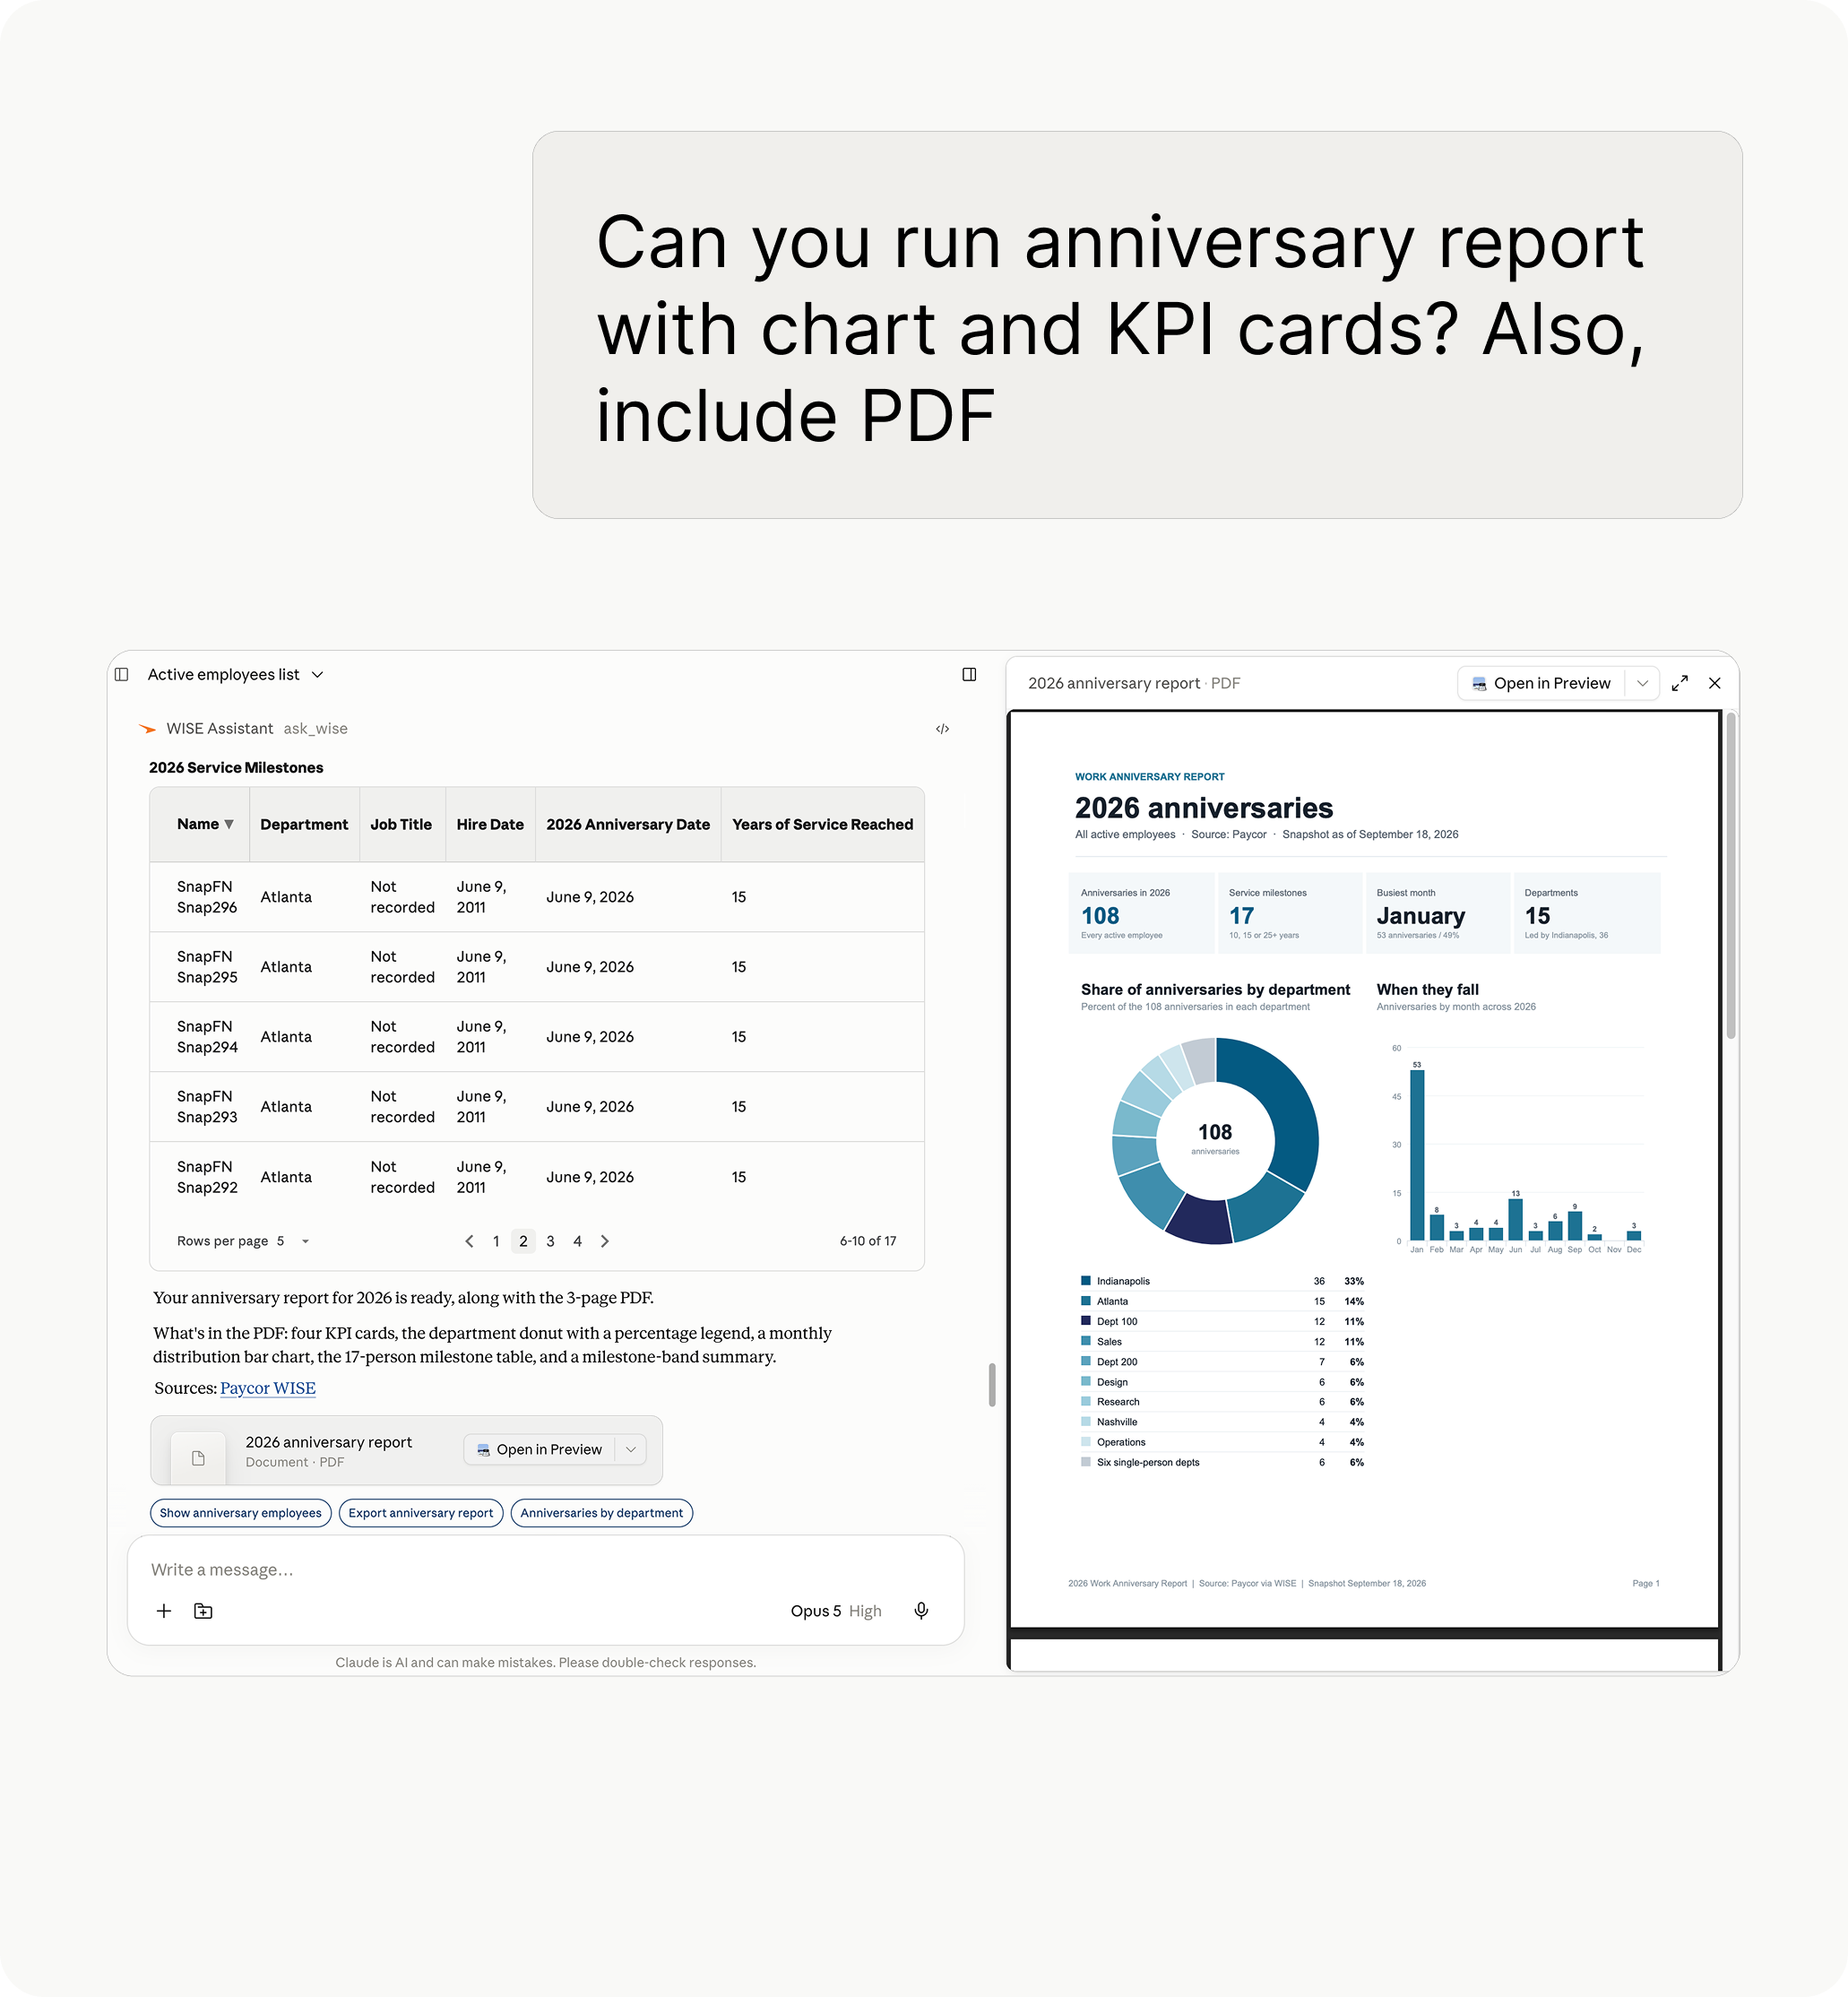 Can you run anniversary report
with chart and KPI cards? Also,
include PDF
Active employees list
WISE Assistant ask_wise
2026 Service Milestones
Name Department Job Title Hire Date 2026 Anniversary Date Years of Service Reached
SnapFN Snap296 Atlanta Not recorded June 9, 2011 June 9, 2026 15
SnapFN Snap295 Atlanta Not recorded June 9, 2011 June 9, 2026 15
SnapFN Snap294 Atlanta Not recorded June 9, 2011 June 9, 2026 15
SnapFN Snap293 Atlanta Not recorded June 9, 2011 June 9, 2026 15
SnapFN Snap292 Atlanta Not recorded June 9, 2011 June 9, 2026 15
Rows per page 5 1 2 3 4 6-10 of 17
Your anniversary report for 2026 is ready, along with the 3-page PDF.
What's in the PDF: four KPI cards, the department donut with a percentage legend, a monthly
distribution bar chart, the 17-person milestone table, and a milestone-band summary.
Sources: Paycor WISE
2026 anniversary report
Document · PDF
Open in Preview
Show anniversary employees Export anniversary report Anniversaries by department
Write a message...
Opus 5 High
Claude is AI and can make mistakes. Please double-check responses.
2026 anniversary report · PDF Open in Preview
WORK ANNIVERSARY REPORT
2026 anniversaries
All active employees · Source: Paycor · Snapshot as of September 18, 2026
Anniversaries in 2026
108
Every active employee
Service milestones
17
10, 15 or 25+ years
Busiest month
January
53 anniversaries / 49%
Departments
15
Led by Indianapolis, 36
Share of anniversaries by department
Percent of the 108 anniversaries in each department
108
anniversaries
Indianapolis 36 33%
Atlanta 15 14%
Dept 100 12 11%
Sales 12 11%
Dept 200 7 6%
Design 6 6%
Research 6 6%
Nashville 4 4%
Operations 4 4%
Six single-person depts 6 6%
When they fall
Anniversaries by month across 2026
60
45
30
15
0
53 8 3 4 4 13 3 6 9 2 3
Jan Feb Mar Apr May Jun Jul Aug Sep Oct Nov Dec
2026 Work Anniversary Report | Source: Paycor via WISE | Snapshot September 18, 2026 Page 1